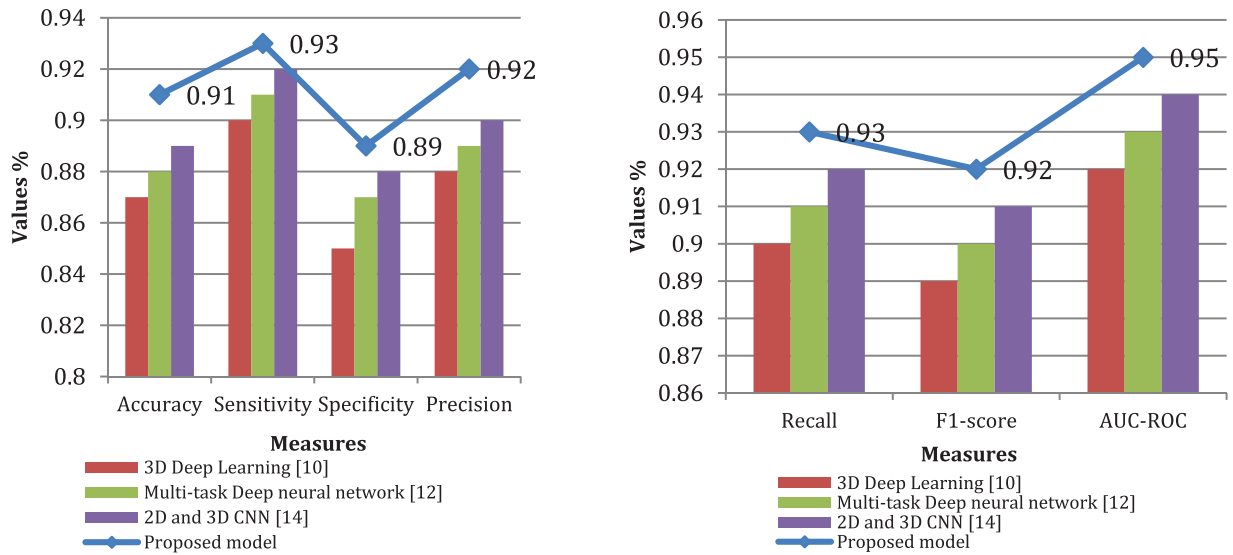 0.94
0.92
0.9
0.88
0.86
0.84
0.82
0.8
Values %
0.91
0.93
0.89
0.92
Accuracy Sensitivity Specificity Precision
Measures
3D Deep Learning [10]
Multi-task Deep neural network [12]
2D and 3D CNN [14]
Proposed model
0.96
0.95
0.94
0.93
0.92
0.91
0.9
0.89
0.88
0.87
0.86
Values %
0.93
0.92
0.95
Recall F1-score AUC-ROC
Measures
3D Deep Learning [10]
Multi-task Deep neural network [12]
2D and 3D CNN [14]
Proposed model